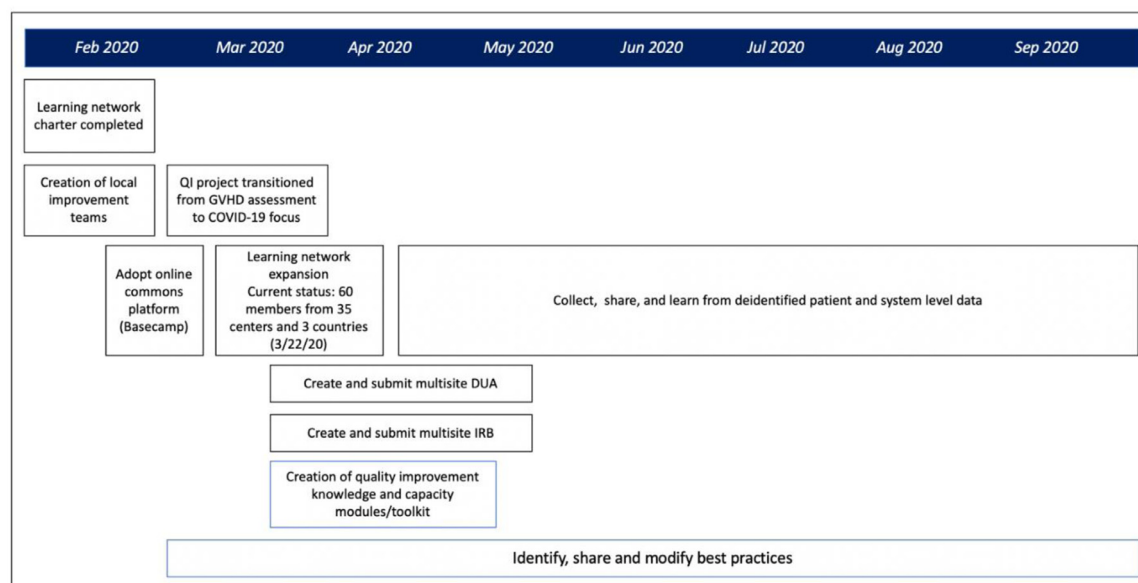 Feb 2020 Mar 2020 Apr 2020 May 2020 Jun 2020 Jul 2020 Aug 2020 Sep 2020
Learning network
charter completed
Creation of local
improvement
teams
QI project transitioned
from GVHD assessment
to COVID-19 focus
Adopt online
commons
platform
(Basecamp)
Learning network
expansion
Current status: 60
members from 35
centers and 3 countries
(3/22/20)
Collect, share, and learn from deidentified patient and system level data
Create and submit multisite DUA
Create and submit multisite IRB
Creation of quality improvement
knowledge and capacity
modules/toolkit
Identify, share and modify best practices